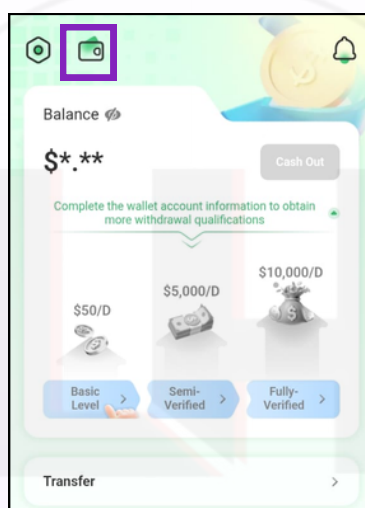 Balance
$*.**
Cash Out
Complete the wallet account information to obtain
more withdrawal qualifications
$50/D
$5,000/D
$10,000/D
Basic
Level
Semi-
Verified
Fully-
Verified
Transfer